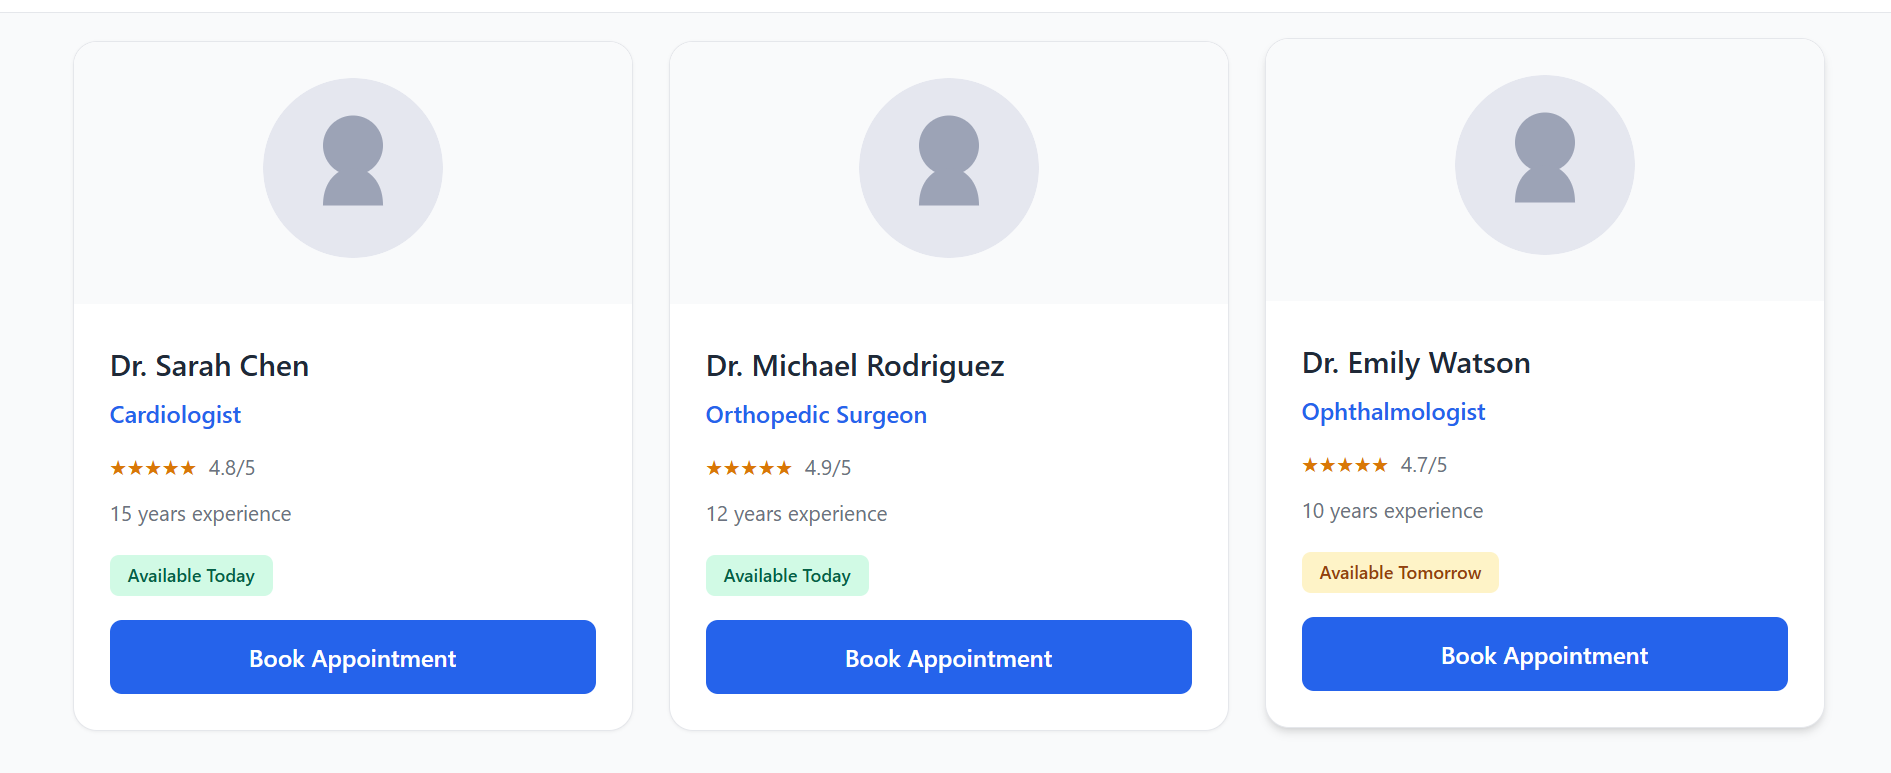 Dr. Sarah Chen
Cardiologist
★★★★★ 4.8/5
15 years experience
Available Today
Book Appointment
Dr. Michael Rodriguez
Orthopedic Surgeon
★★★★★ 4.9/5
12 years experience
Available Today
Book Appointment
Dr. Emily Watson
Ophthalmologist
★★★★★ 4.7/5
10 years experience
Available Tomorrow
Book Appointment